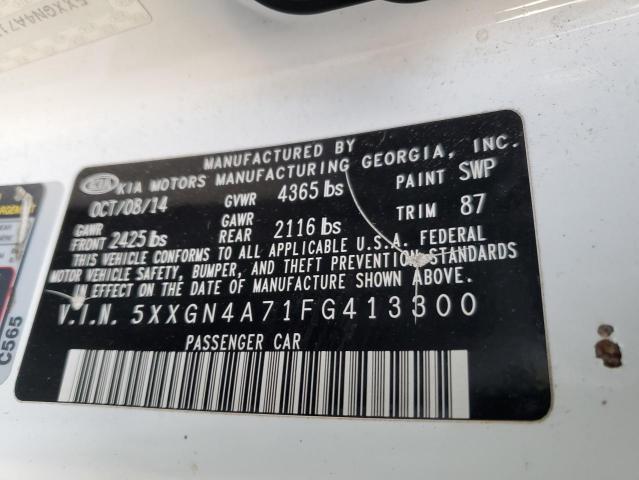 5XXGN4A71
MANUFACTURED BY
KIA KIA MOTORS MANUFACTURING GEORGIA, INC.
OCT/08/14 GVWR 4365 lbs PAINT SWP
GAWR FRONT 2425 lbs GAWR REAR 2116 lbs TRIM 87
THIS VEHICLE CONFORMS TO ALL APPLICABLE U.S.A. FEDERAL
MOTOR VEHICLE SAFETY, BUMPER, AND THEFT PREVENTION STANDARDS
IN EFFECT ON THE DATE OF MANUFACTURE SHOWN ABOVE.
V.I.N. 5XXGN4A71FG413300
PASSENGER CAR
C565